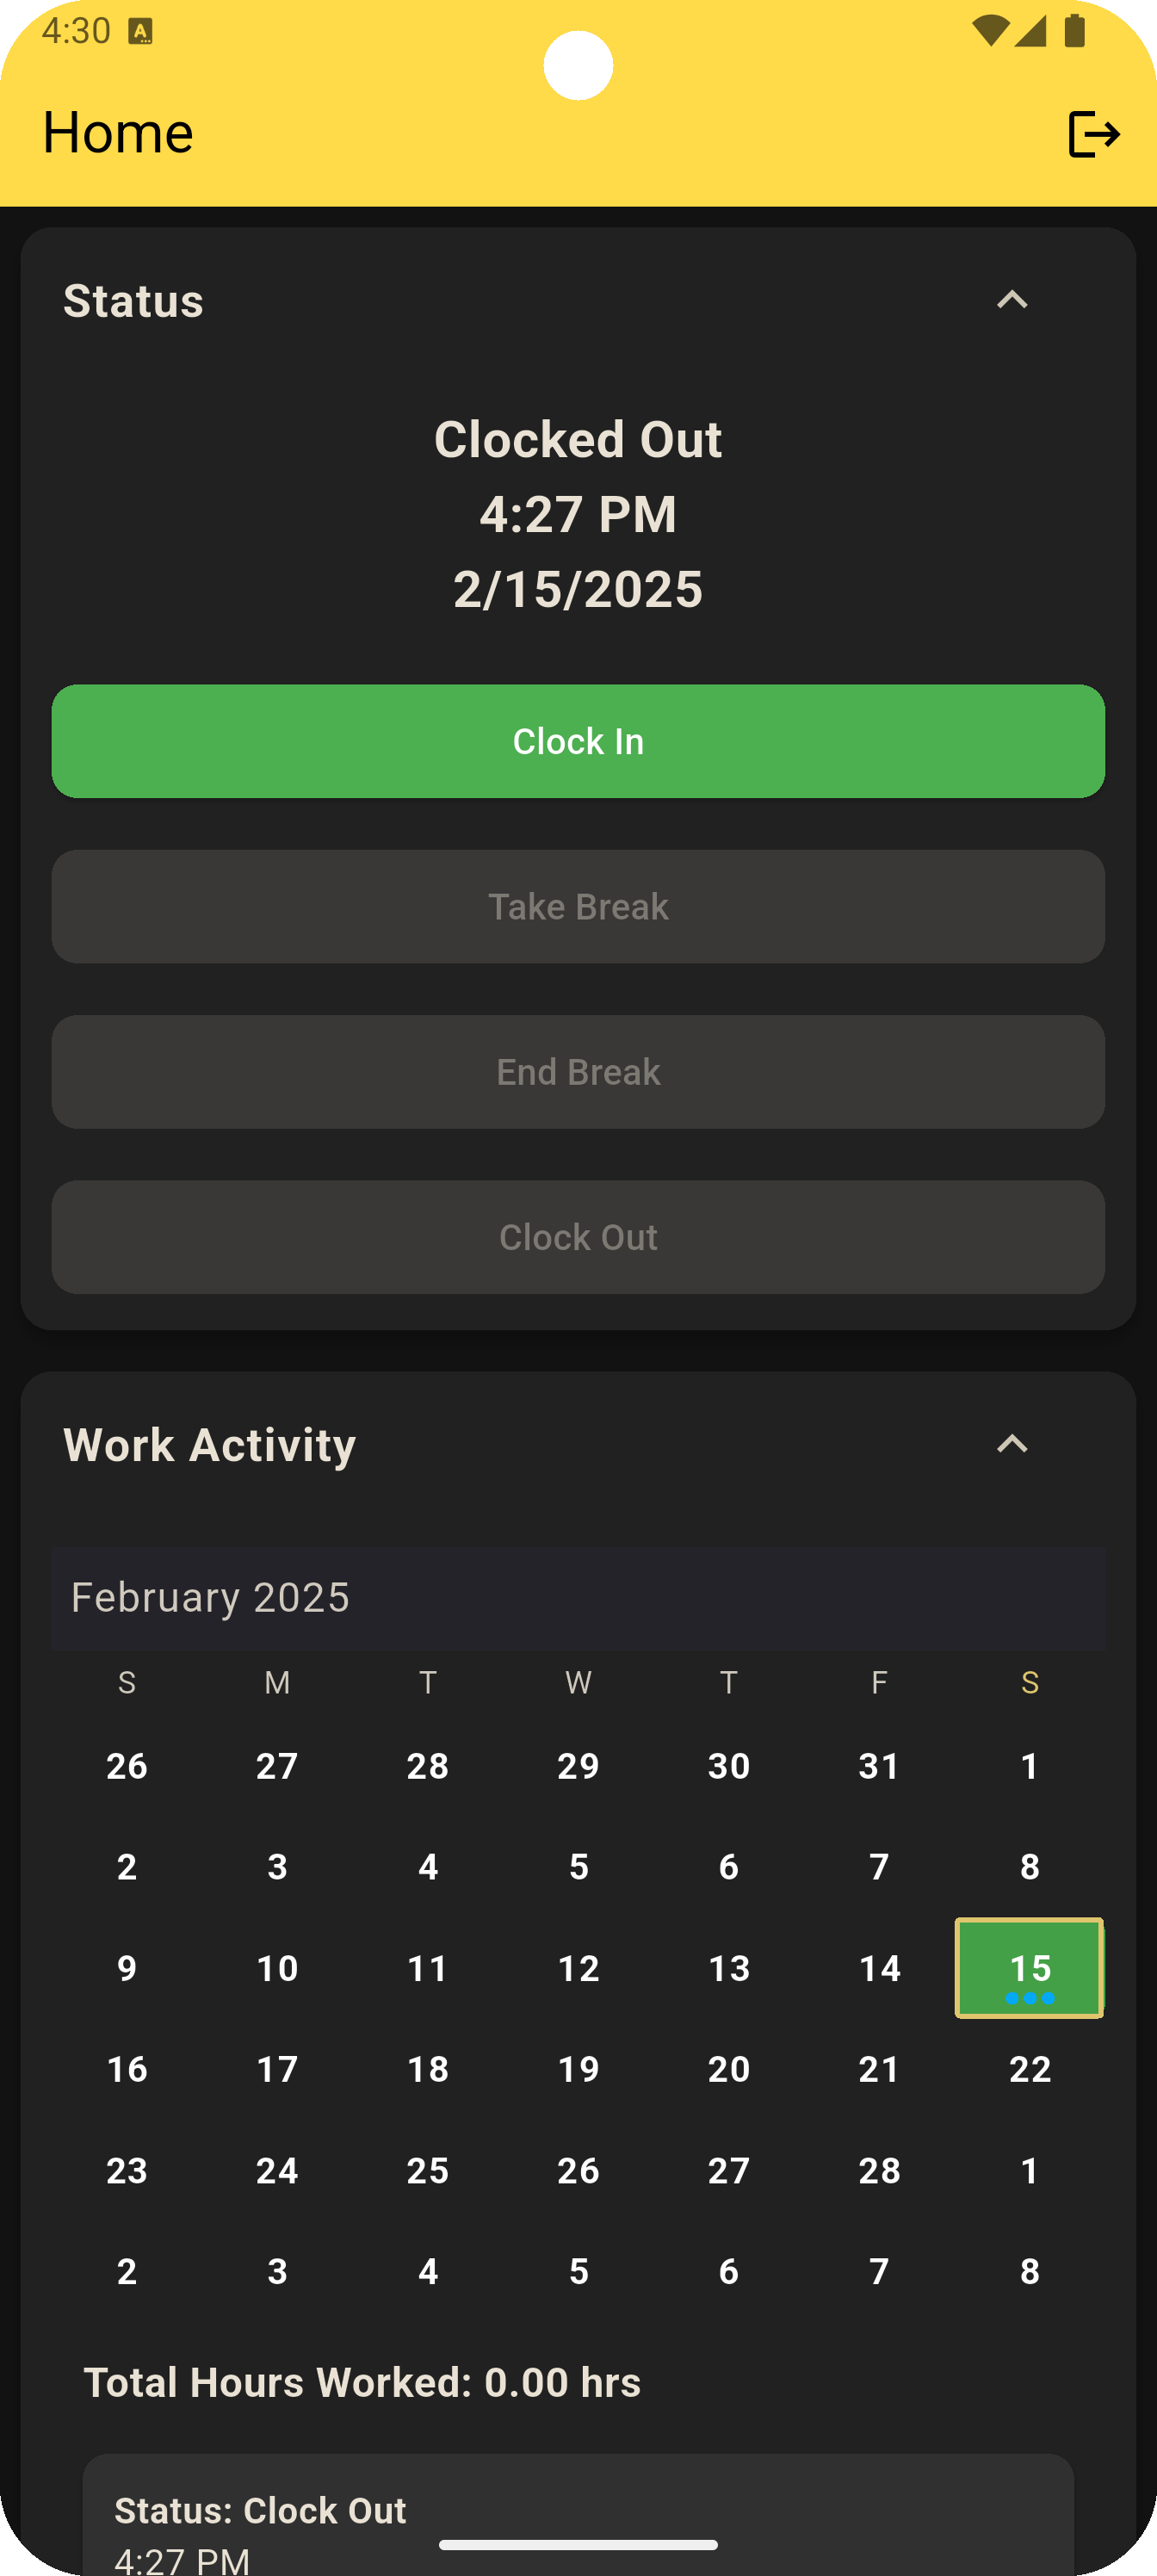 4:30
Home
Status
Clocked Out
4:27 PM
2/15/2025
Clock In
Take Break
End Break
Clock Out
Work Activity
February 2025
S M T W T F S
26 27 28 29 30 31 1
2 3 4 5 6 7 8
9 10 11 12 13 14 15
16 17 18 19 20 21 22
23 24 25 26 27 28 1
2 3 4 5 6 7 8
Total Hours Worked: 0.00 hrs
Status: Clock Out
4:27 PM